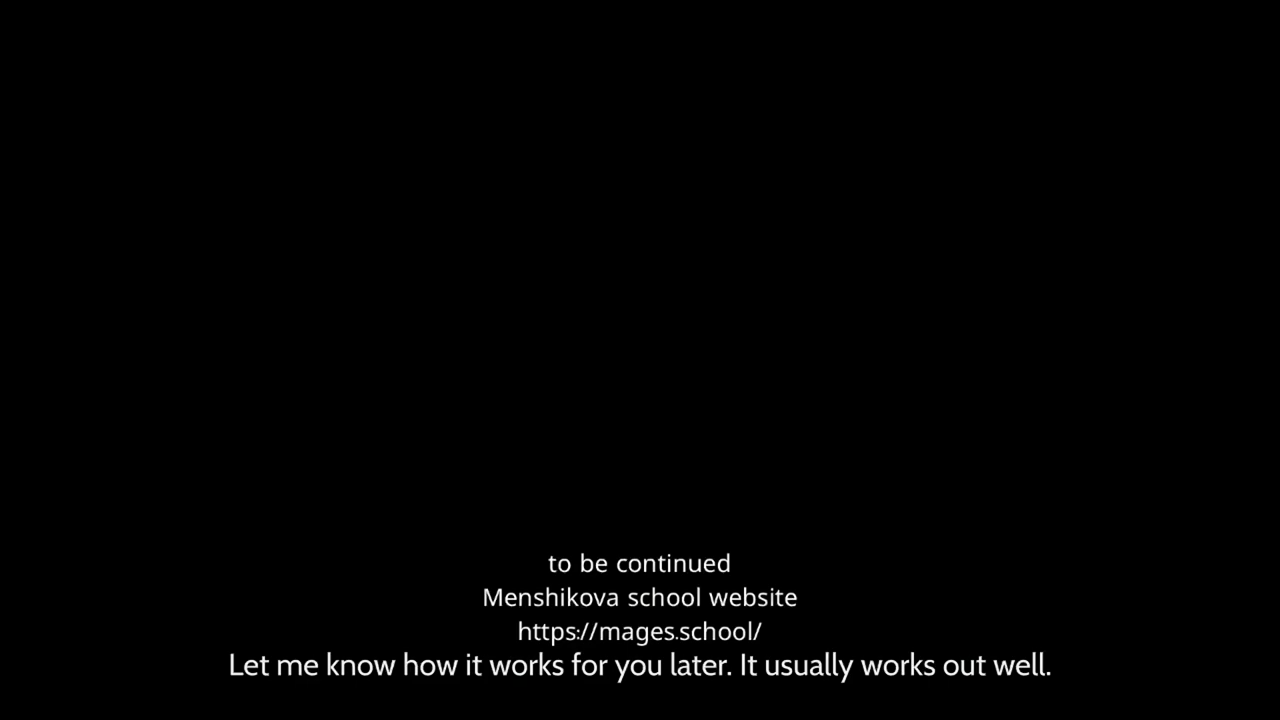 to be continued
Menshikova school website
https://mages.school/
Let me know how it works for you later. It usually works out well.